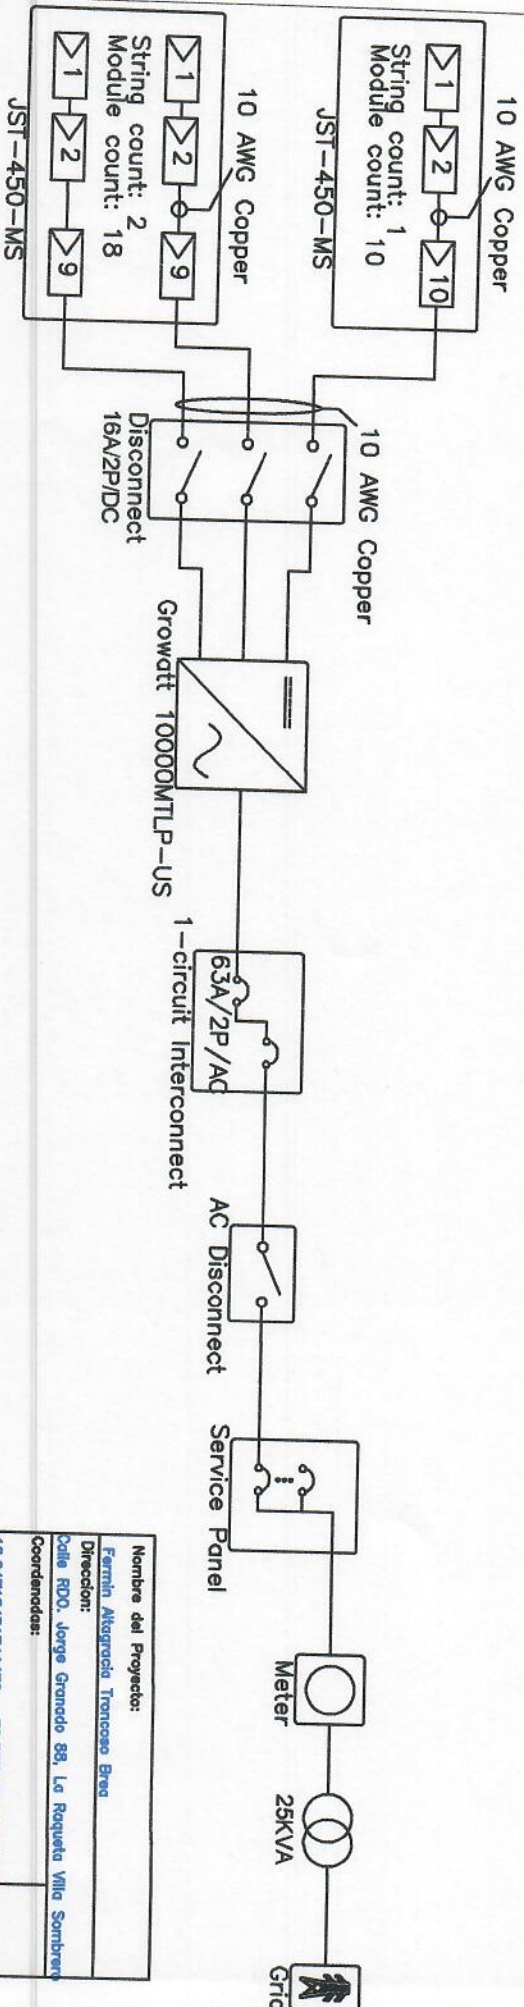 10 AWG Copper
1
2
10
String count: 1
Module count: 10
JST-450-MS
10 AWG Copper
1
2
9
String count: 2
Module count: 18
1
2
9
JST-450-MS
10 AWG Copper
Disconnect
16A/2P/DC
Growatt 10000MTLP-US
63A/2P/AC
1-circuit Interconnect
AC Disconnect
Service Panel
Meter
25KVA
Nombre del Proyecto:
Fermin Altagracia Troncoso Brea
Direccion:
Calle RDO. Jorge Granado 88, La Raqueta Villa Sombrero
Coordenadas: